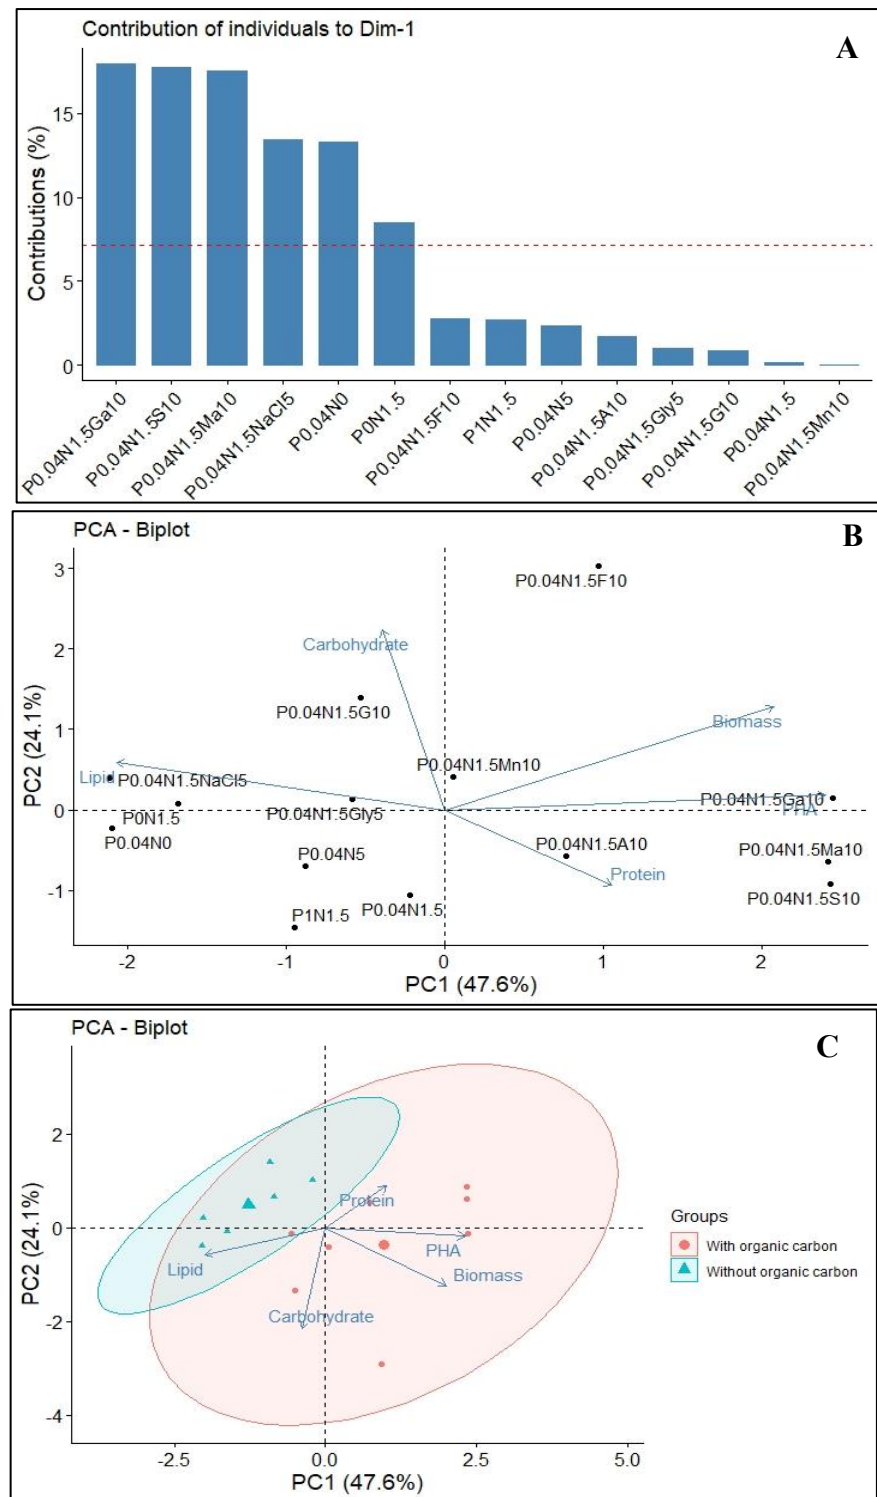 Contribution of individuals to Dim-1
A
Contributions (%)
15
10
5
0
P0.04N1.5Ga10
P0.04N1.5S10
P0.04N1.5Ma10
P0.04N1.5NaCl5
P0.04N0
P0N1.5
P0.04N1.5F10
P1N1.5
P0.04N5
P0.04N1.5A10
P0.04N1.5Gly5
P0.04N1.5G10
P0.04N1.5
P0.04N1.5Mn10
PCA - Biplot
B
PC2 (24.1%)
3
2
1
0
-1
P0.04N1.5F10
Carbohydrate
P0.04N1.5G10
Biomass
P0.04N1.5Mn10
Lipid
P0.04N1.5NaCl5
P0.04N1.5Ga10
PHA
P0N1.5
P0.04N1.5Gly5
P0.04N0
P0.04N1.5A10
P0.04N1.5Ma10
P0.04N5
Protein
P0.04N1.5S10
P1N1.5
P0.04N1.5
-2
-1
0
1
2
PC1 (47.6%)
PCA - Biplot
C
PC2 (24.1%)
2
0
-2
-4
Protein
PHA
Lipid
Biomass
Carbohydrate
Groups
With organic carbon
Without organic carbon
-2.5
0.0
2.5
5.0
PC1 (47.6%)